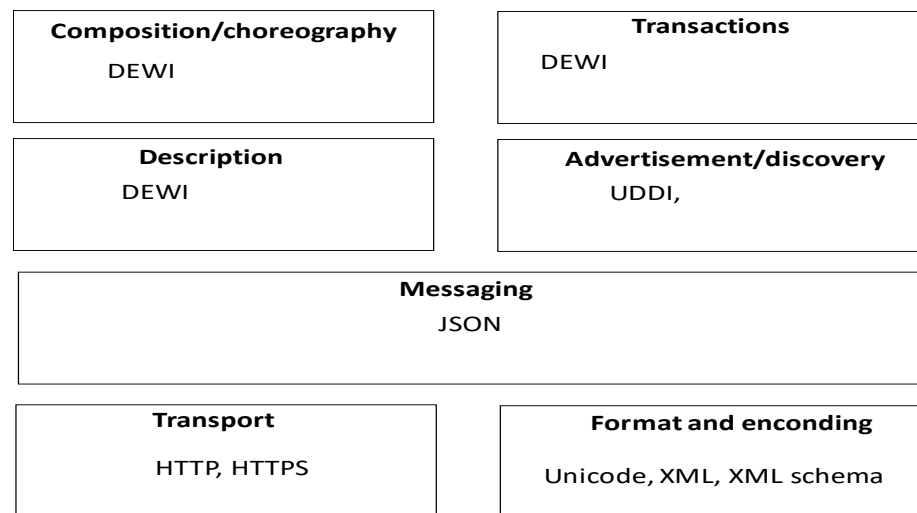 Composition/choreography
DEWI
Transactions
DEWI
Description
DEWI
Advertisement/discovery
UDDI,
Messaging
JSON
Transport
HTTP, HTTPS
Format and enconding
Unicode, XML, XML schema